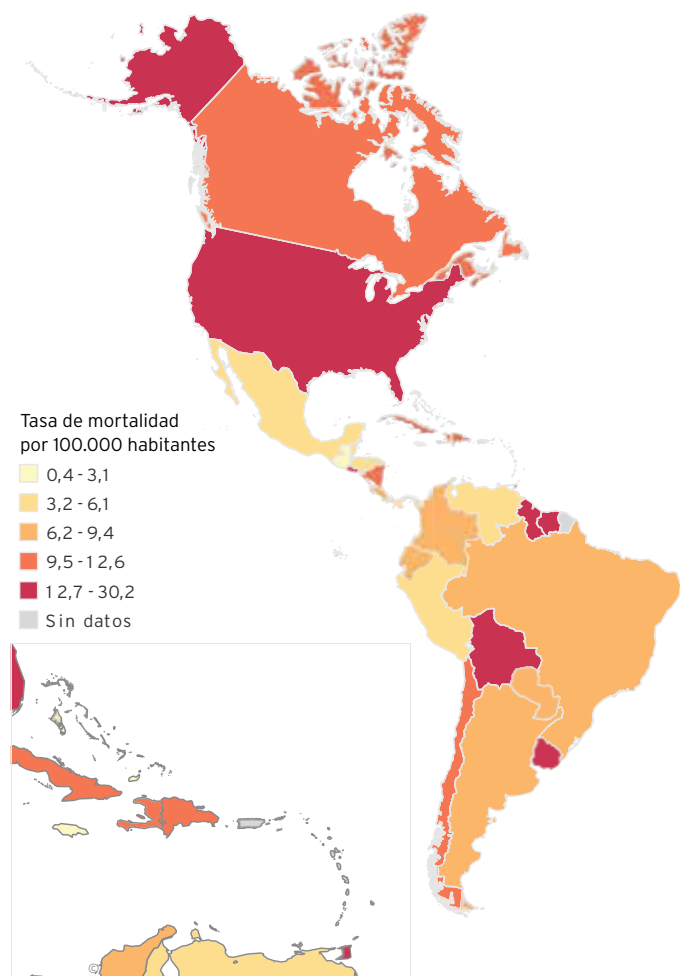 Tasa de mortalidad
por 100.000 habitantes
0,4 - 3,1
3,2 - 6,1
6,2 - 9,4
9,5 - 12,6
12,7 - 30,2
Sin datos
©